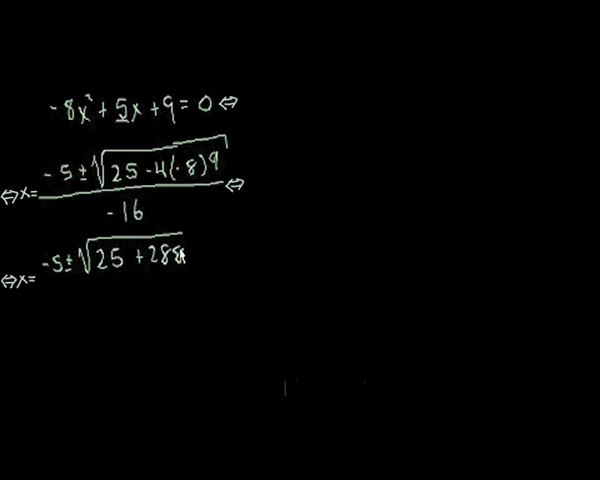 -8x² + 5x + 9 = 0 ⇔
⇔ x = (-5 ± √(25 - 4(-8)9)) / -16 ⇔
⇔ x = -5 ± √(25 + 288